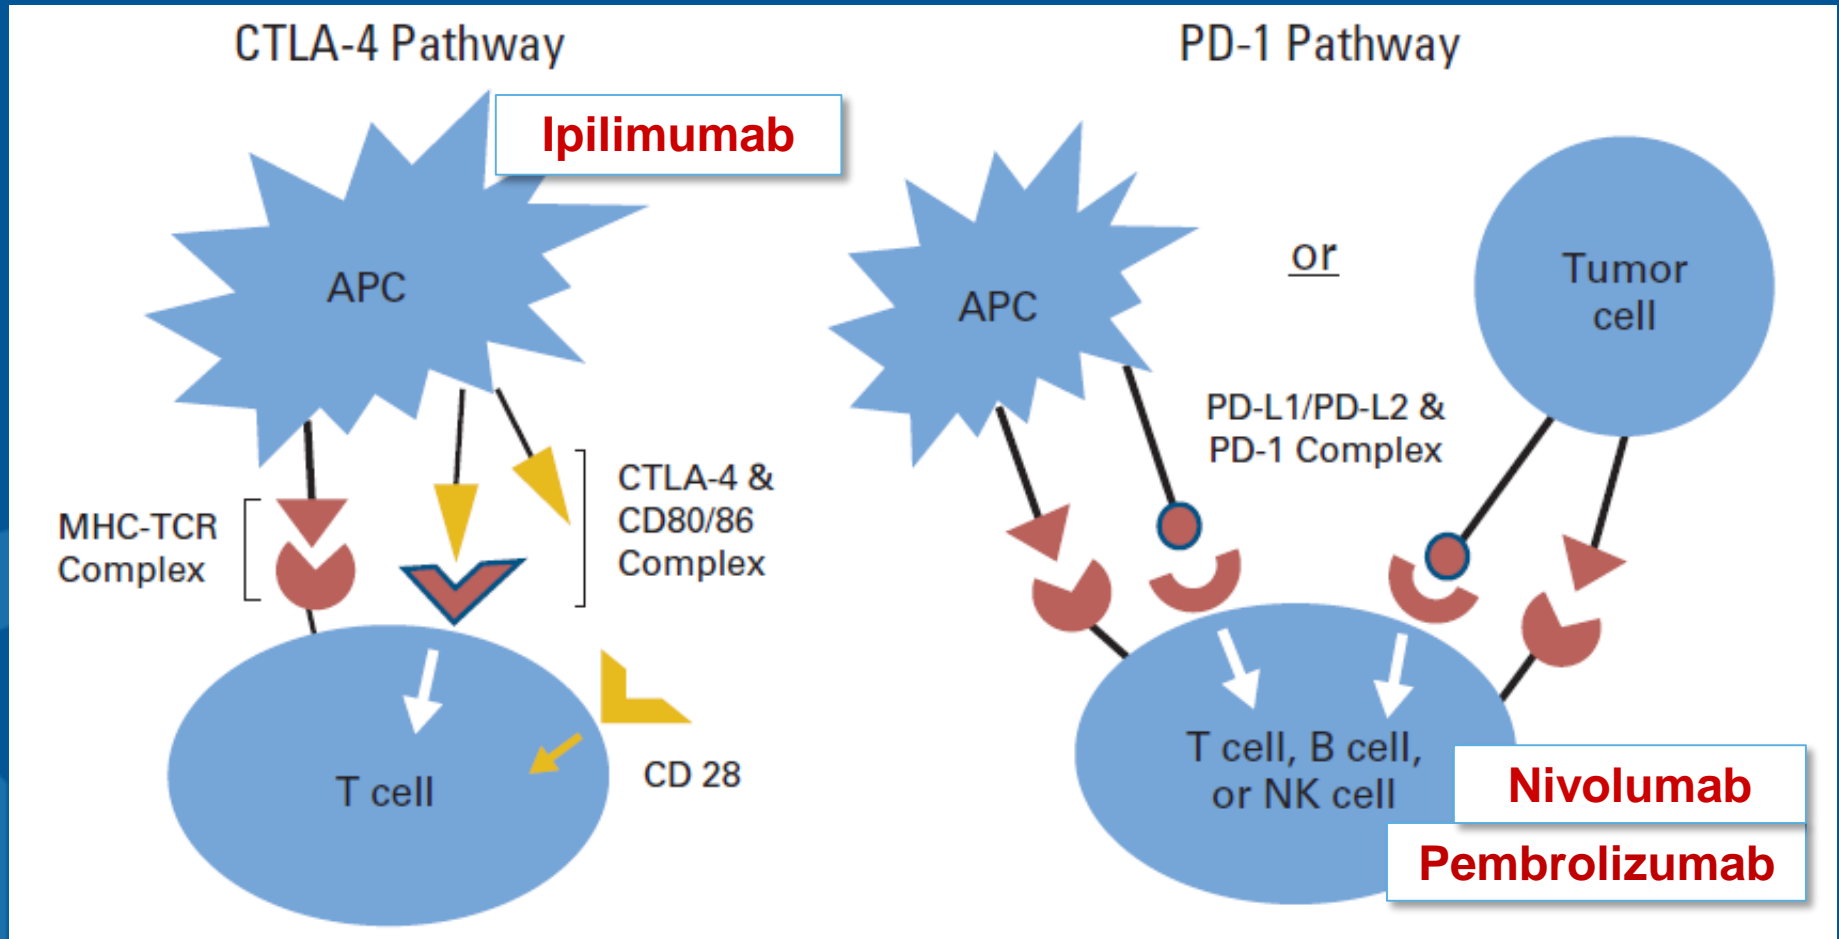 CTLA-4 Pathway
Ipilimumab
APC
MHC-TCR
Complex
CTLA-4 &
CD80/86
Complex
T cell
CD 28
PD-1 Pathway
APC
or
Tumor
cell
PD-L1/PD-L2 &
PD-1 Complex
T cell, B cell,
or NK cell
Nivolumab
Pembrolizumab